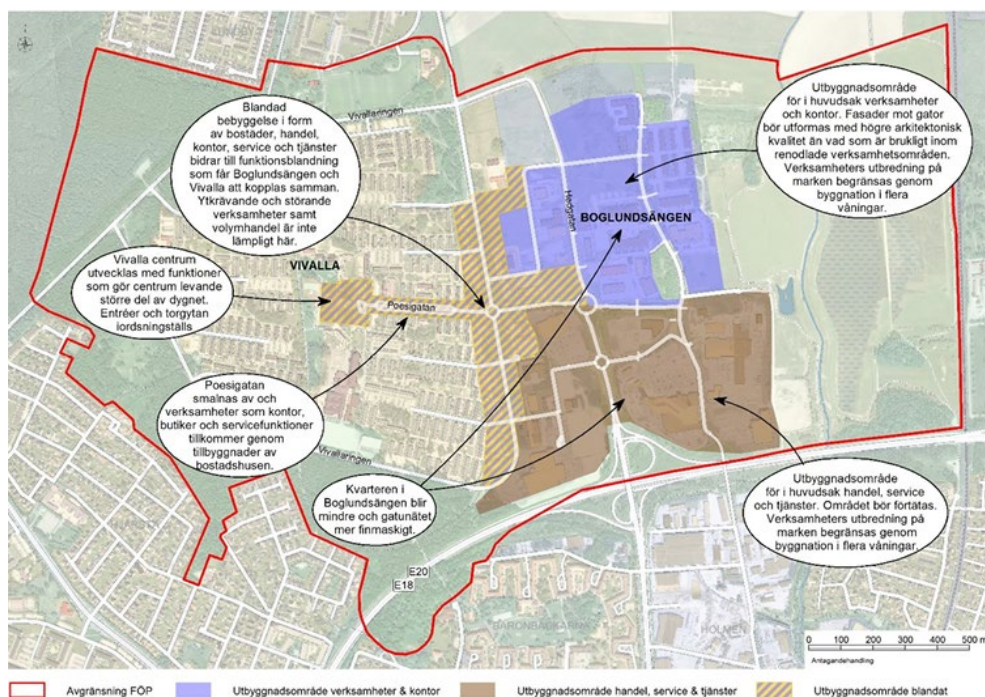 LUNDBY
Vivallaringen
Blandad
bebyggelse i form
av bostäder, handel,
kontor, service och tjänster
bidrar till funktionsblandning
som får Boglundsängen och
Vivalla att kopplas samman.
Ytkrävande och störande
verksamheter samt
volymhandel är inte
lämpligt här.
Utbyggnadsområde
för i huvudsak verksamheter
och kontor. Fasader mot gator
bör utformas med högre arkitektonisk
kvalitet än vad som är brukligt inom
renodlade verksamhetsområden.
Verksamheters utbredning på
marken begränsas genom
byggnation i flera
våningar.
Hedgatan
BOGLUNDSÄNGEN
VIVALLA
Vivalla centrum
utvecklas med funktioner
som gör centrum levande
större del av dygnet.
Entréer och torgytan
iordsningställs
Poesigatan
Poesigatan
smalnas av och
verksamheter som kontor,
butiker och servicefunktioner
tillkommer genom
tillbyggnader av
bostadshusen.
Vivallaringen
Kvarteren i
Boglundsängen blir
mindre och gatunätet
mer finmaskigt.
Utbyggnadsområde
för i huvudsak handel, service
och tjänster. Området bör förtätas.
Verksamheters utbredning på
marken begränsas genom
byggnation i flera våningar.
E20
E18
BARONBACKARNA
HOLMEN
0 100 200 300 400 500 m
Antagandehandling
Avgränsning FÖP
Utbyggnadsområde verksamheter & kontor
Utbyggnadsområde handel, service & tjänster
Utbyggnadsområde blandat